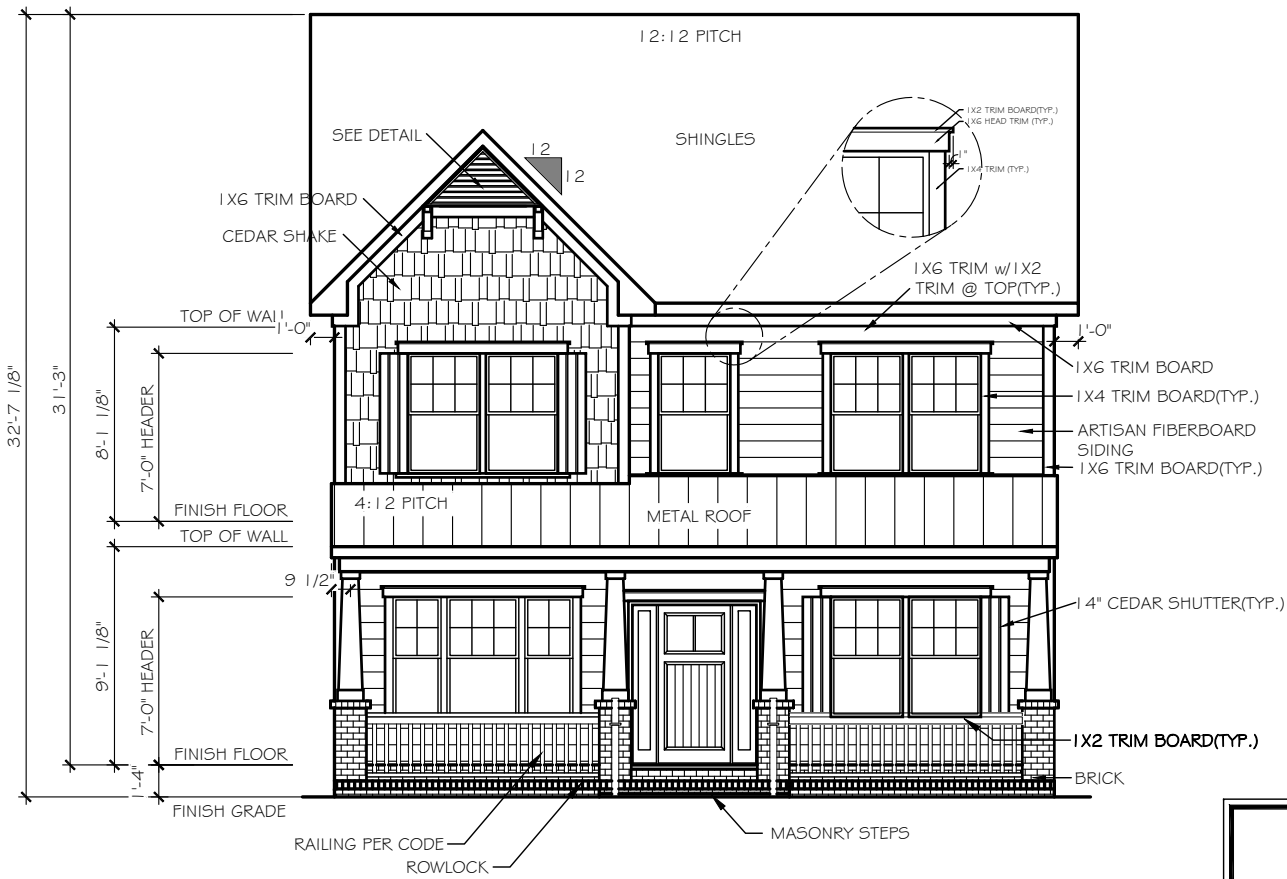 12:12 PITCH
1X2 TRIM BOARD(TYP.)
1X6 HEAD TRIM (TYP.)
SEE DETAIL
SHINGLES
12
12
1"
1X4 TRIM (TYP.)
1X6 TRIM BOARD
CEDAR SHAKE
1X6 TRIM w/1X2
TRIM @ TOP(TYP.)
TOP OF WALL
1'-0"
1'-0"
1X6 TRIM BOARD
1X4 TRIM BOARD(TYP.)
32'-7 1/8"
31'-3"
8'-1 1/8"
7'-0" HEADER
ARTISAN FIBERBOARD
SIDING
1X6 TRIM BOARD(TYP.)
4:12 PITCH
FINISH FLOOR
METAL ROOF
TOP OF WALL
9 1/2"
14" CEDAR SHUTTER(TYP.)
9'-1 1/8"
7'-0" HEADER
1X2 TRIM BOARD(TYP.)
FINISH FLOOR
BRICK
1'-4"
FINISH GRADE
MASONRY STEPS
RAILING PER CODE
ROWLOCK